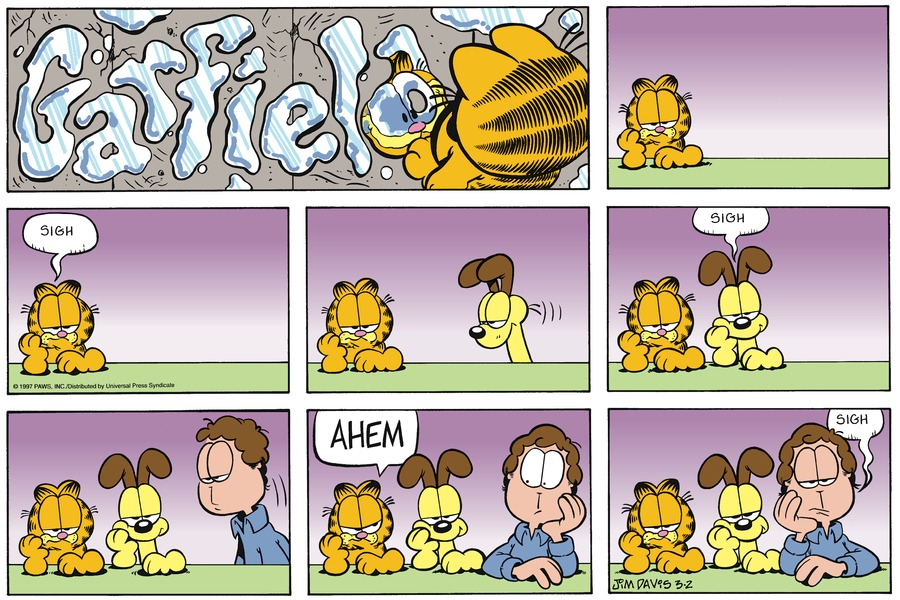 Garfield
SIGH
© 1997 PAWS, INC./Distributed by Universal Press Syndicate
SIGH
AHEM
SIGH
JIM DAVIS 3-2